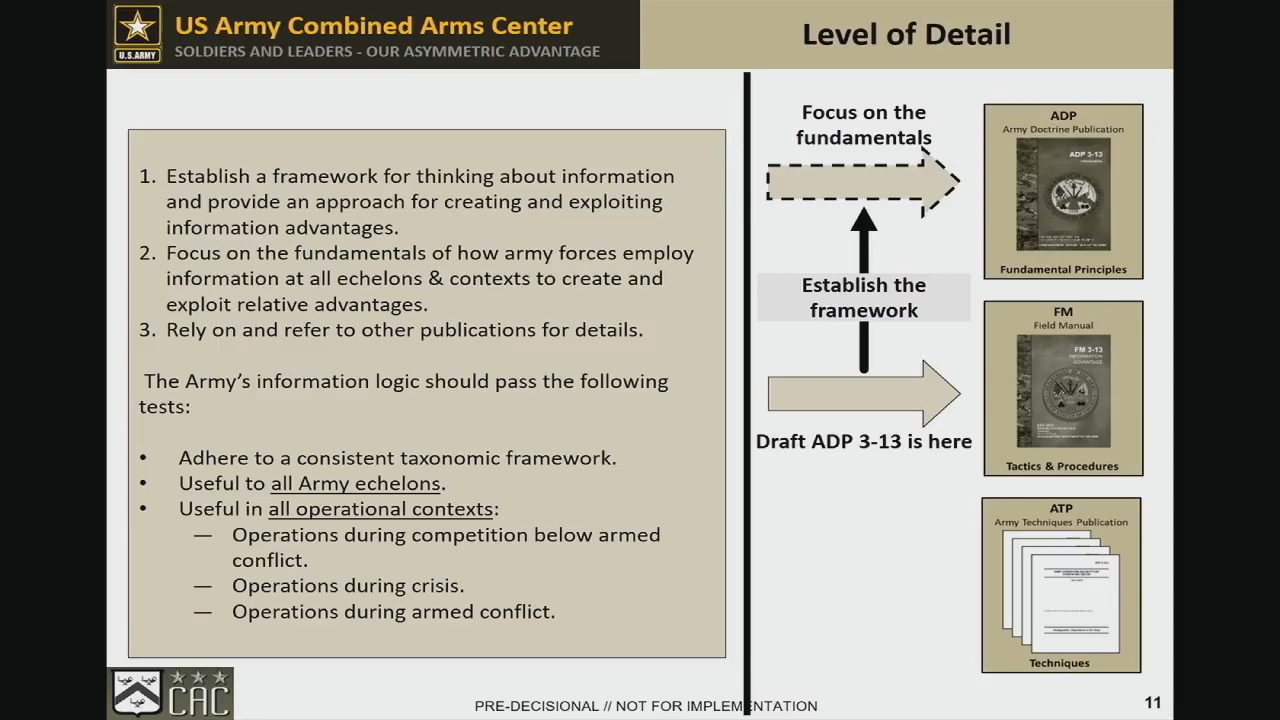 U.S.ARMY
US Army Combined Arms Center
SOLDIERS AND LEADERS - OUR ASYMMETRIC ADVANTAGE
Level of Detail
1. Establish a framework for thinking about information
and provide an approach for creating and exploiting
information advantages.
2. Focus on the fundamentals of how army forces employ
information at all echelons & contexts to create and
exploit relative advantages.
3. Rely on and refer to other publications for details.
The Army's information logic should pass the following
tests:
• Adhere to a consistent taxonomic framework.
• Useful to all Army echelons.
• Useful in all operational contexts:
— Operations during competition below armed
conflict.
— Operations during crisis.
— Operations during armed conflict.
Focus on the
fundamentals
Establish the
framework
Draft ADP 3-13 is here
ADP
Army Doctrine Publication
ADP 3-13
Fundamental Principles
FM
Field Manual
FM 3-13
INFORMATION
ADVANTAGE
Tactics & Procedures
ATP
Army Techniques Publication
Techniques
CAC
PRE-DECISIONAL // NOT FOR IMPLEMENTATION
11